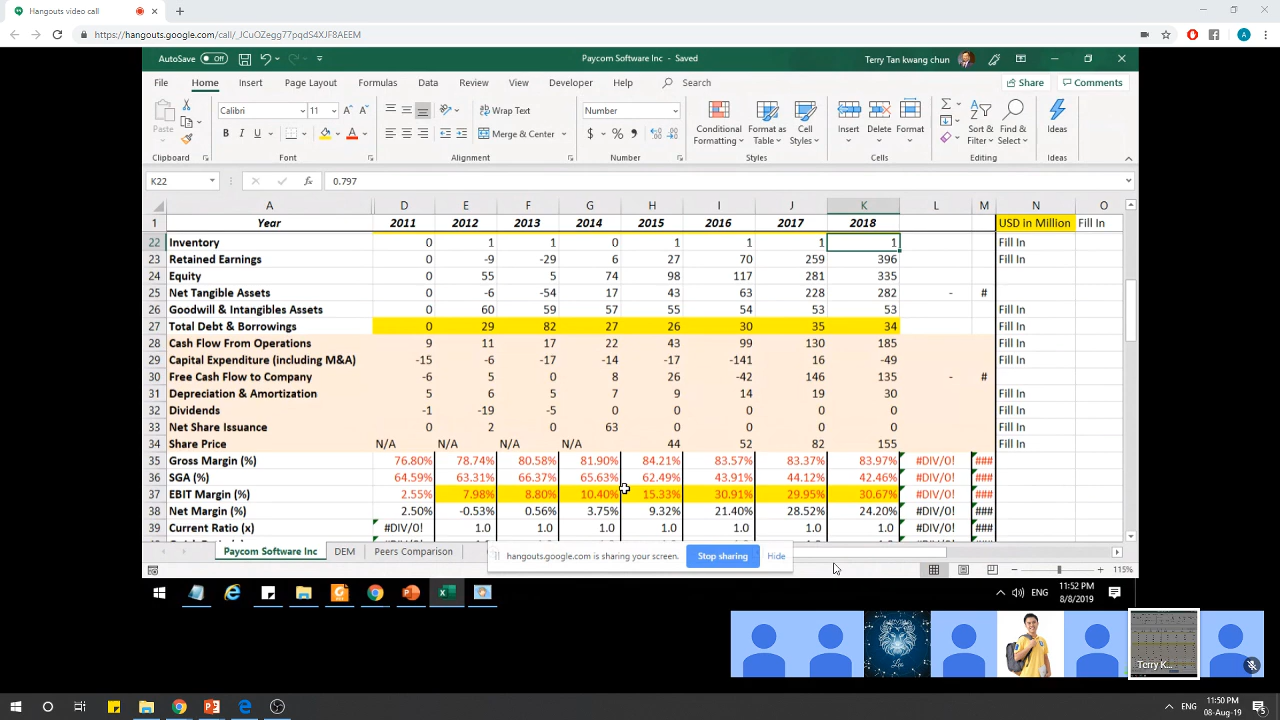 Hangouts video call
https://hangouts.google.com/call/_JCuOZegg77pqdS4XJF8AEEM
A
AutoSave Off
Paycom Software Inc - Saved
Terry Tan kwang chun
File Home Insert Draw Page Layout Formulas Data Review View Developer Help Search
Share Comments
Paste
Calibri 11
B I U
Wrap Text
Merge & Center
Number
$ % ,
Conditional Formatting
Format as Table
Cell Styles
Insert Delete Format
Sort & Filter
Find & Select
Ideas
Clipboard Font Alignment Number Styles Cells Editing Ideas
K22 fx 0.797
A D E F G H I J K L M N O
1 Year 2011 2012 2013 2014 2015 2016 2017 2018 USD in Million Fill In
22 Inventory 0 1 1 0 1 1 1 1 Fill In
23 Retained Earnings 0 -9 -29 6 27 70 259 396 Fill In
24 Equity 0 55 5 74 98 117 281 335
25 Net Tangible Assets 0 -6 -54 17 43 63 228 282 - #
26 Goodwill & Intangibles Assets 0 60 59 57 55 54 53 53 Fill In
27 Total Debt & Borrowings 0 29 82 27 26 30 35 34 Fill In
28 Cash Flow From Operations 9 11 17 22 43 99 130 185 Fill In
29 Capital Expenditure (including M&A) -15 -6 -17 -14 -17 -141 16 -49 Fill In
30 Free Cash Flow to Company -6 5 0 8 26 -42 146 135 - #
31 Depreciation & Amortization 5 6 5 7 9 14 19 30 Fill In
32 Dividends -1 -19 -5 0 0 0 0 0 Fill In
33 Net Share Issuance 0 2 0 63 0 0 0 0 Fill In
34 Share Price N/A N/A N/A N/A 44 52 82 155 Fill In
35 Gross Margin (%) 76.80% 78.74% 80.58% 81.90% 84.21% 83.57% 83.37% 83.97% #DIV/0! ###
36 SGA (%) 64.59% 63.31% 66.37% 65.63% 62.49% 43.91% 44.12% 42.46% #DIV/0! ###
37 EBIT Margin (%) 2.55% 7.98% 8.80% 10.40% 15.33% 30.91% 29.95% 30.67% #DIV/0! ###
38 Net Margin (%) 2.50% -0.53% 0.56% 3.75% 9.32% 21.40% 28.52% 24.20% #DIV/0! ###
39 Current Ratio (x) #DIV/0! 1.0 1.0 1.0 1.0 1.0 1.0 1.0 #DIV/0! ###
Paycom Software Inc DEM Peers Comparison
hangouts.google.com is sharing your screen. Stop sharing Hide
115%
ENG
11:52 PM
8/8/2019
Lio
Terry K...
ENG
11:50 PM
08-Aug-19